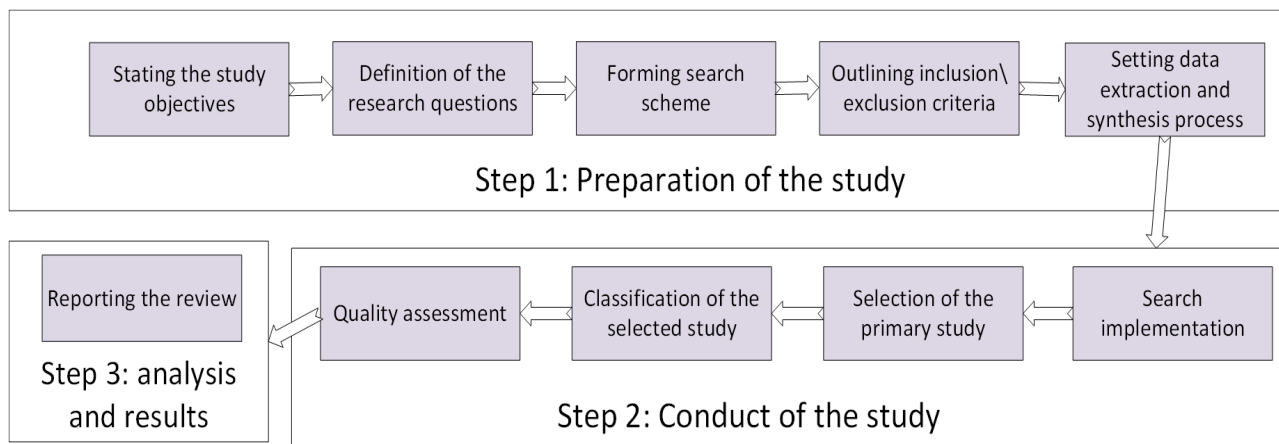 Stating the study
objectives
Definition of the
research questions
Forming search
scheme
Outlining inclusion\
exclusion criteria
Setting data
extraction and
synthesis process
Step 1: Preparation of the study
Search
implementation
Selection of the
primary study
Classification of the
selected study
Quality assessment
Step 2: Conduct of the study
Reporting the review
Step 3: analysis
and results